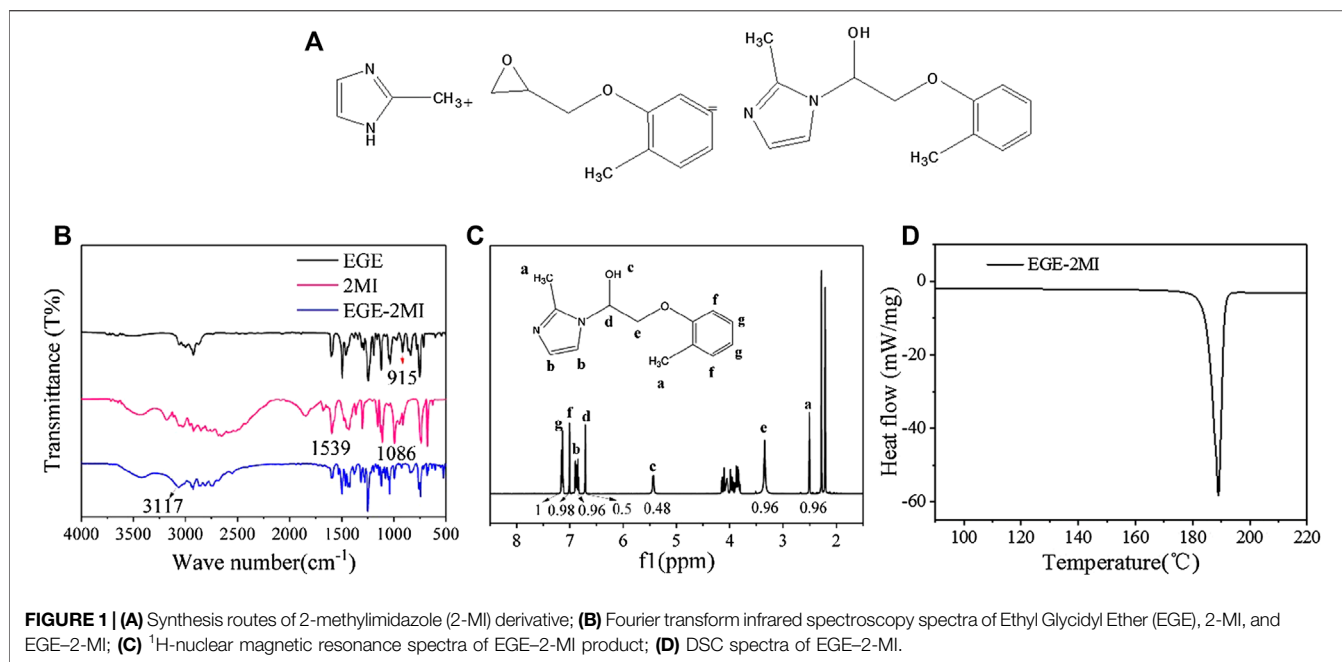 A
N
N
H
CH₃+
O
O
H₃C
=
H₃C
OH
N
N
O
H₃C
B
EGE
2MI
EGE-2MI
915
1539
1086
3117
Transmittance (T%)
4000 3500 3000 2500 2000 1500 1000 500
Wave number(cm⁻¹)
C
a H₃C
OH c
N
N
d
O
e
f
g
g
f
H₃C
a
b b
g f b d c e a
1 0.98 0.96 0.5 0.48 0.96 0.96
8 7 6 5 4 3 2
f1(ppm)
D
EGE-2MI
0
-20
-40
-60
Heat flow (mW/mg)
100 120 140 160 180 200 220
Temperature(℃)
FIGURE 1 | (A) Synthesis routes of 2-methylimidazole (2-MI) derivative; (B) Fourier transform infrared spectroscopy spectra of Ethyl Glycidyl Ether (EGE), 2-MI, and
EGE–2-MI; (C) ¹H-nuclear magnetic resonance spectra of EGE–2-MI product; (D) DSC spectra of EGE–2-MI.